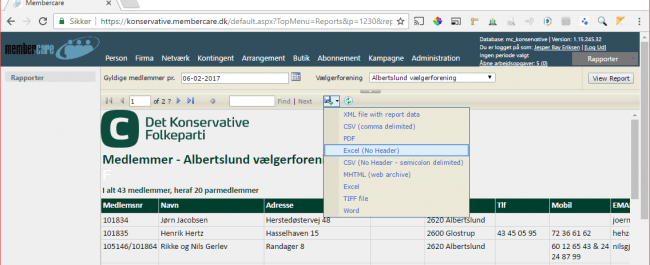 Membercare
Sikker https://konservative.membercare.dk/default.aspx?TopMenu=Reports&p=1230&rep
membercare
Database: mc_konservative | Version: 1.15.245.32
Du er logget på som: Jesper Bay Eriksen | [Log Ud]
Ingen periode valgt
Åbne arbejdsopgaver: 5 (0)
Rapporter
Person Firma Netværk Kontingent Arrangement Butik Abonnement Kampagne Administration
Rapporter
Gyldige medlemmer pr. 06-02-2017 Vælgerforening Albertslund vælgerforening View Report
1 of 2 ? Find | Next
XML file with report data
CSV (comma delimited)
PDF
Excel (No Header)
CSV (No Header - semicolon delimited)
MHTML (web archive)
Excel
TIFF file
Word
C Det Konservative
Folkeparti
Medlemmer - Albertslund vælgerforen
F
I alt 43 medlemmer, heraf 20 parmedlemmer
Medlemsnr Navn Adresse Tlf Mobil EMA
101834 Jørn Jacobsen Herstedøstervej 48 2620 Albertslund joern
101835 Henrik Hertz Hasselhaven 15 2600 Glostrup 43 45 05 95 72 36 61 62 hehz
105146/101864 Rikke og Nils Gerlev Randager 8 2620 Albertslund 60 12 65 43 & 24 nilsgj
24 87 99